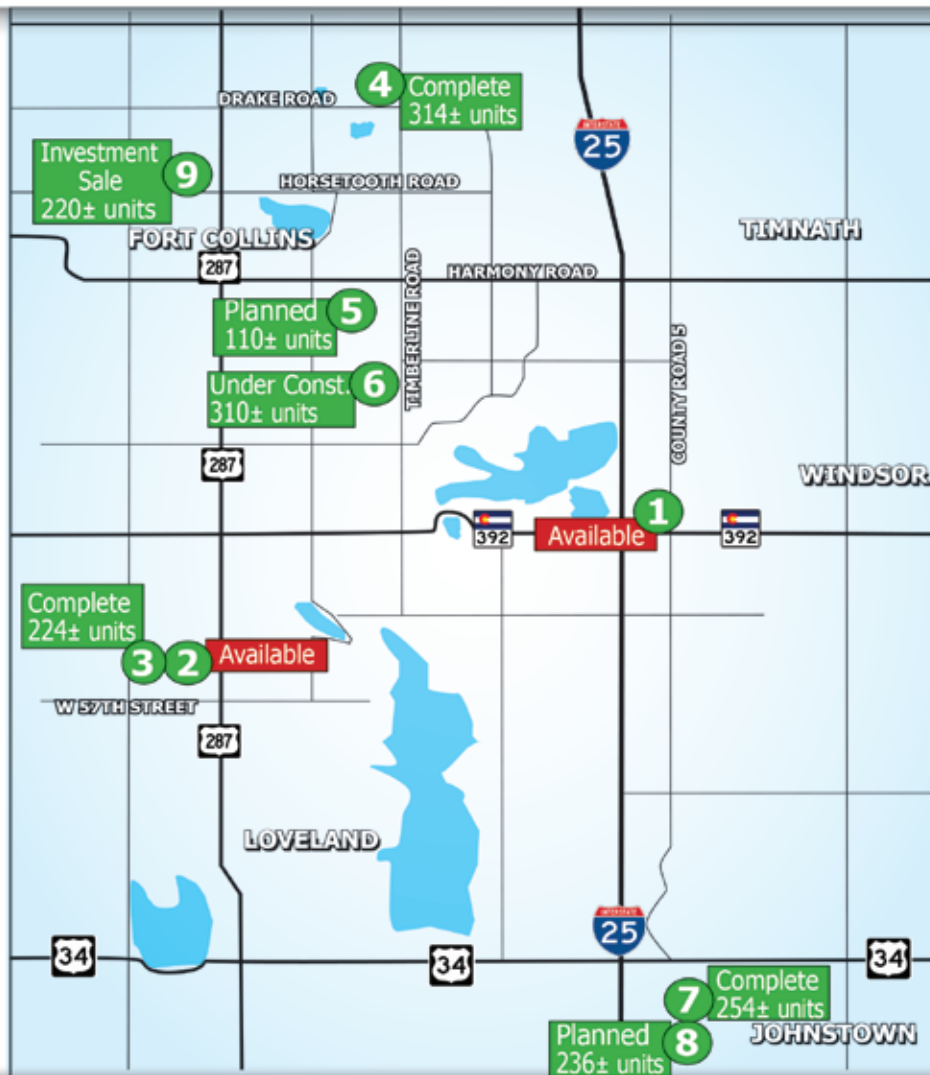 4
Complete
314± units
DRAKE ROAD
INTERSTATE
25
Investment
Sale
220± units
9
HORSETOOTH ROAD
FORT COLLINS
TIMNATH
287
HARMONY ROAD
TIMBERLINE ROAD
COUNTY ROAD 5
Planned
110± units
5
Under Const.
310± units
6
287
WINDSOR
1
Available
392
392
Complete
224± units
3
2
Available
W 57TH STREET
287
LOVELAND
INTERSTATE
25
34
34
34
7
Complete
254± units
Planned
236± units
8
JOHNSTOWN